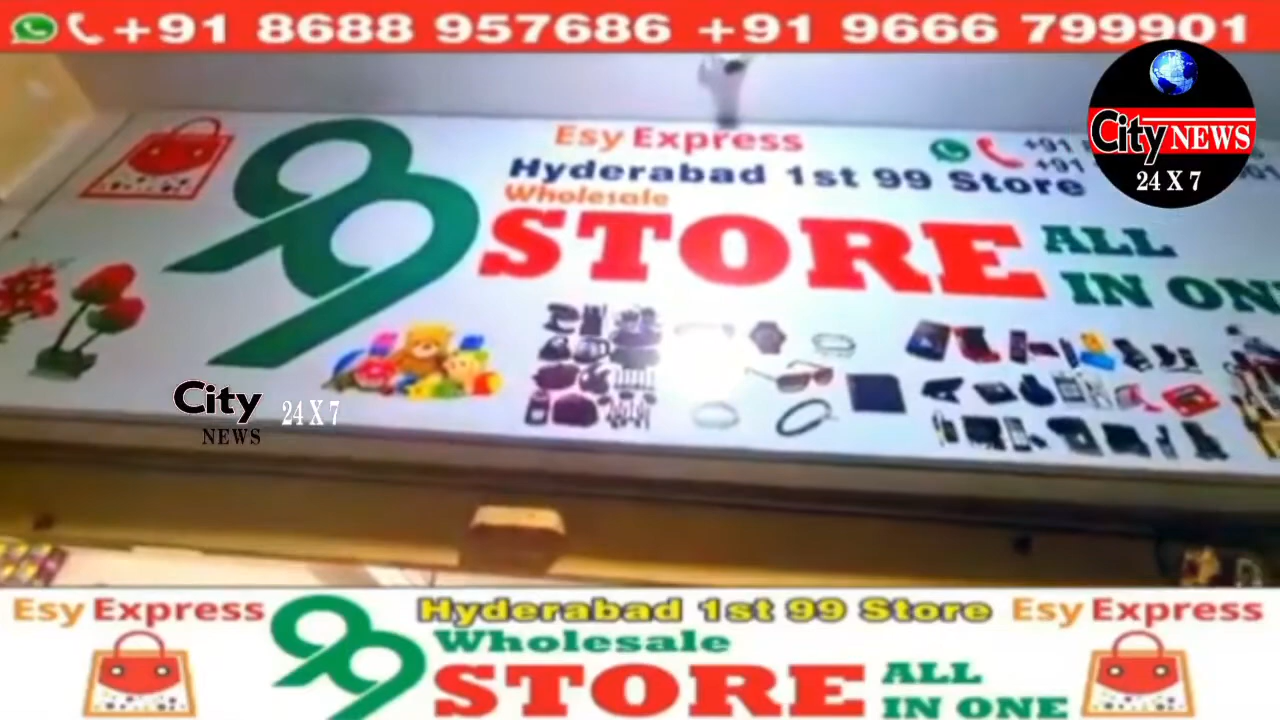 +91 8688 957686 +91 9666 799901
City NEWS
24 X 7
Esy Express
+91
Hyderabad 1st 99 Store
+91
99
Wholesale
STORE
ALL
IN ON
City
NEWS
24 X 7
Esy Express
99
Hyderabad 1st 99 Store
Wholesale
STORE
ALL
IN ONE
Esy Express